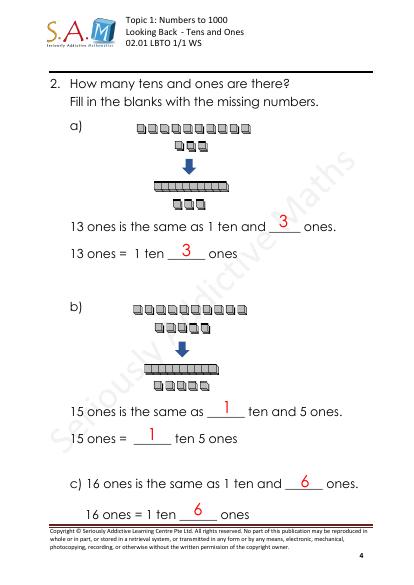 S.A.M
Seriously Addictive Mathematics
Topic 1: Numbers to 1000
Looking Back - Tens and Ones
02.01 LBTO 1/1 WS
2. How many tens and ones are there?
Fill in the blanks with the missing numbers.
a)
13 ones is the same as 1 ten and 3 ones.
13 ones = 1 ten 3 ones
b)
15 ones is the same as 1 ten and 5 ones.
15 ones = 1 ten 5 ones
c) 16 ones is the same as 1 ten and 6 ones.
16 ones = 1 ten 6 ones
Seriously Addictive Maths
Copyright © Seriously Addictive Learning Centre Pte Ltd. All rights reserved. No part of this publication may be reproduced in
whole or in part, or stored in a retrieval system, or transmitted in any form or by any means, electronic, mechanical,
photocopying, recording, or otherwise without the written permission of the copyright owner.
4